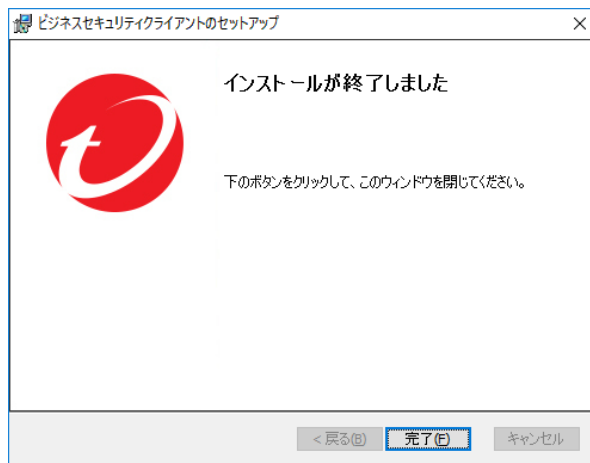 ビジネスセキュリティクライアントのセットアップ
インストールが終了しました
下のボタンをクリックして、このウィンドウを閉じてください。
< 戻る(B)
完了(F)
キャンセル